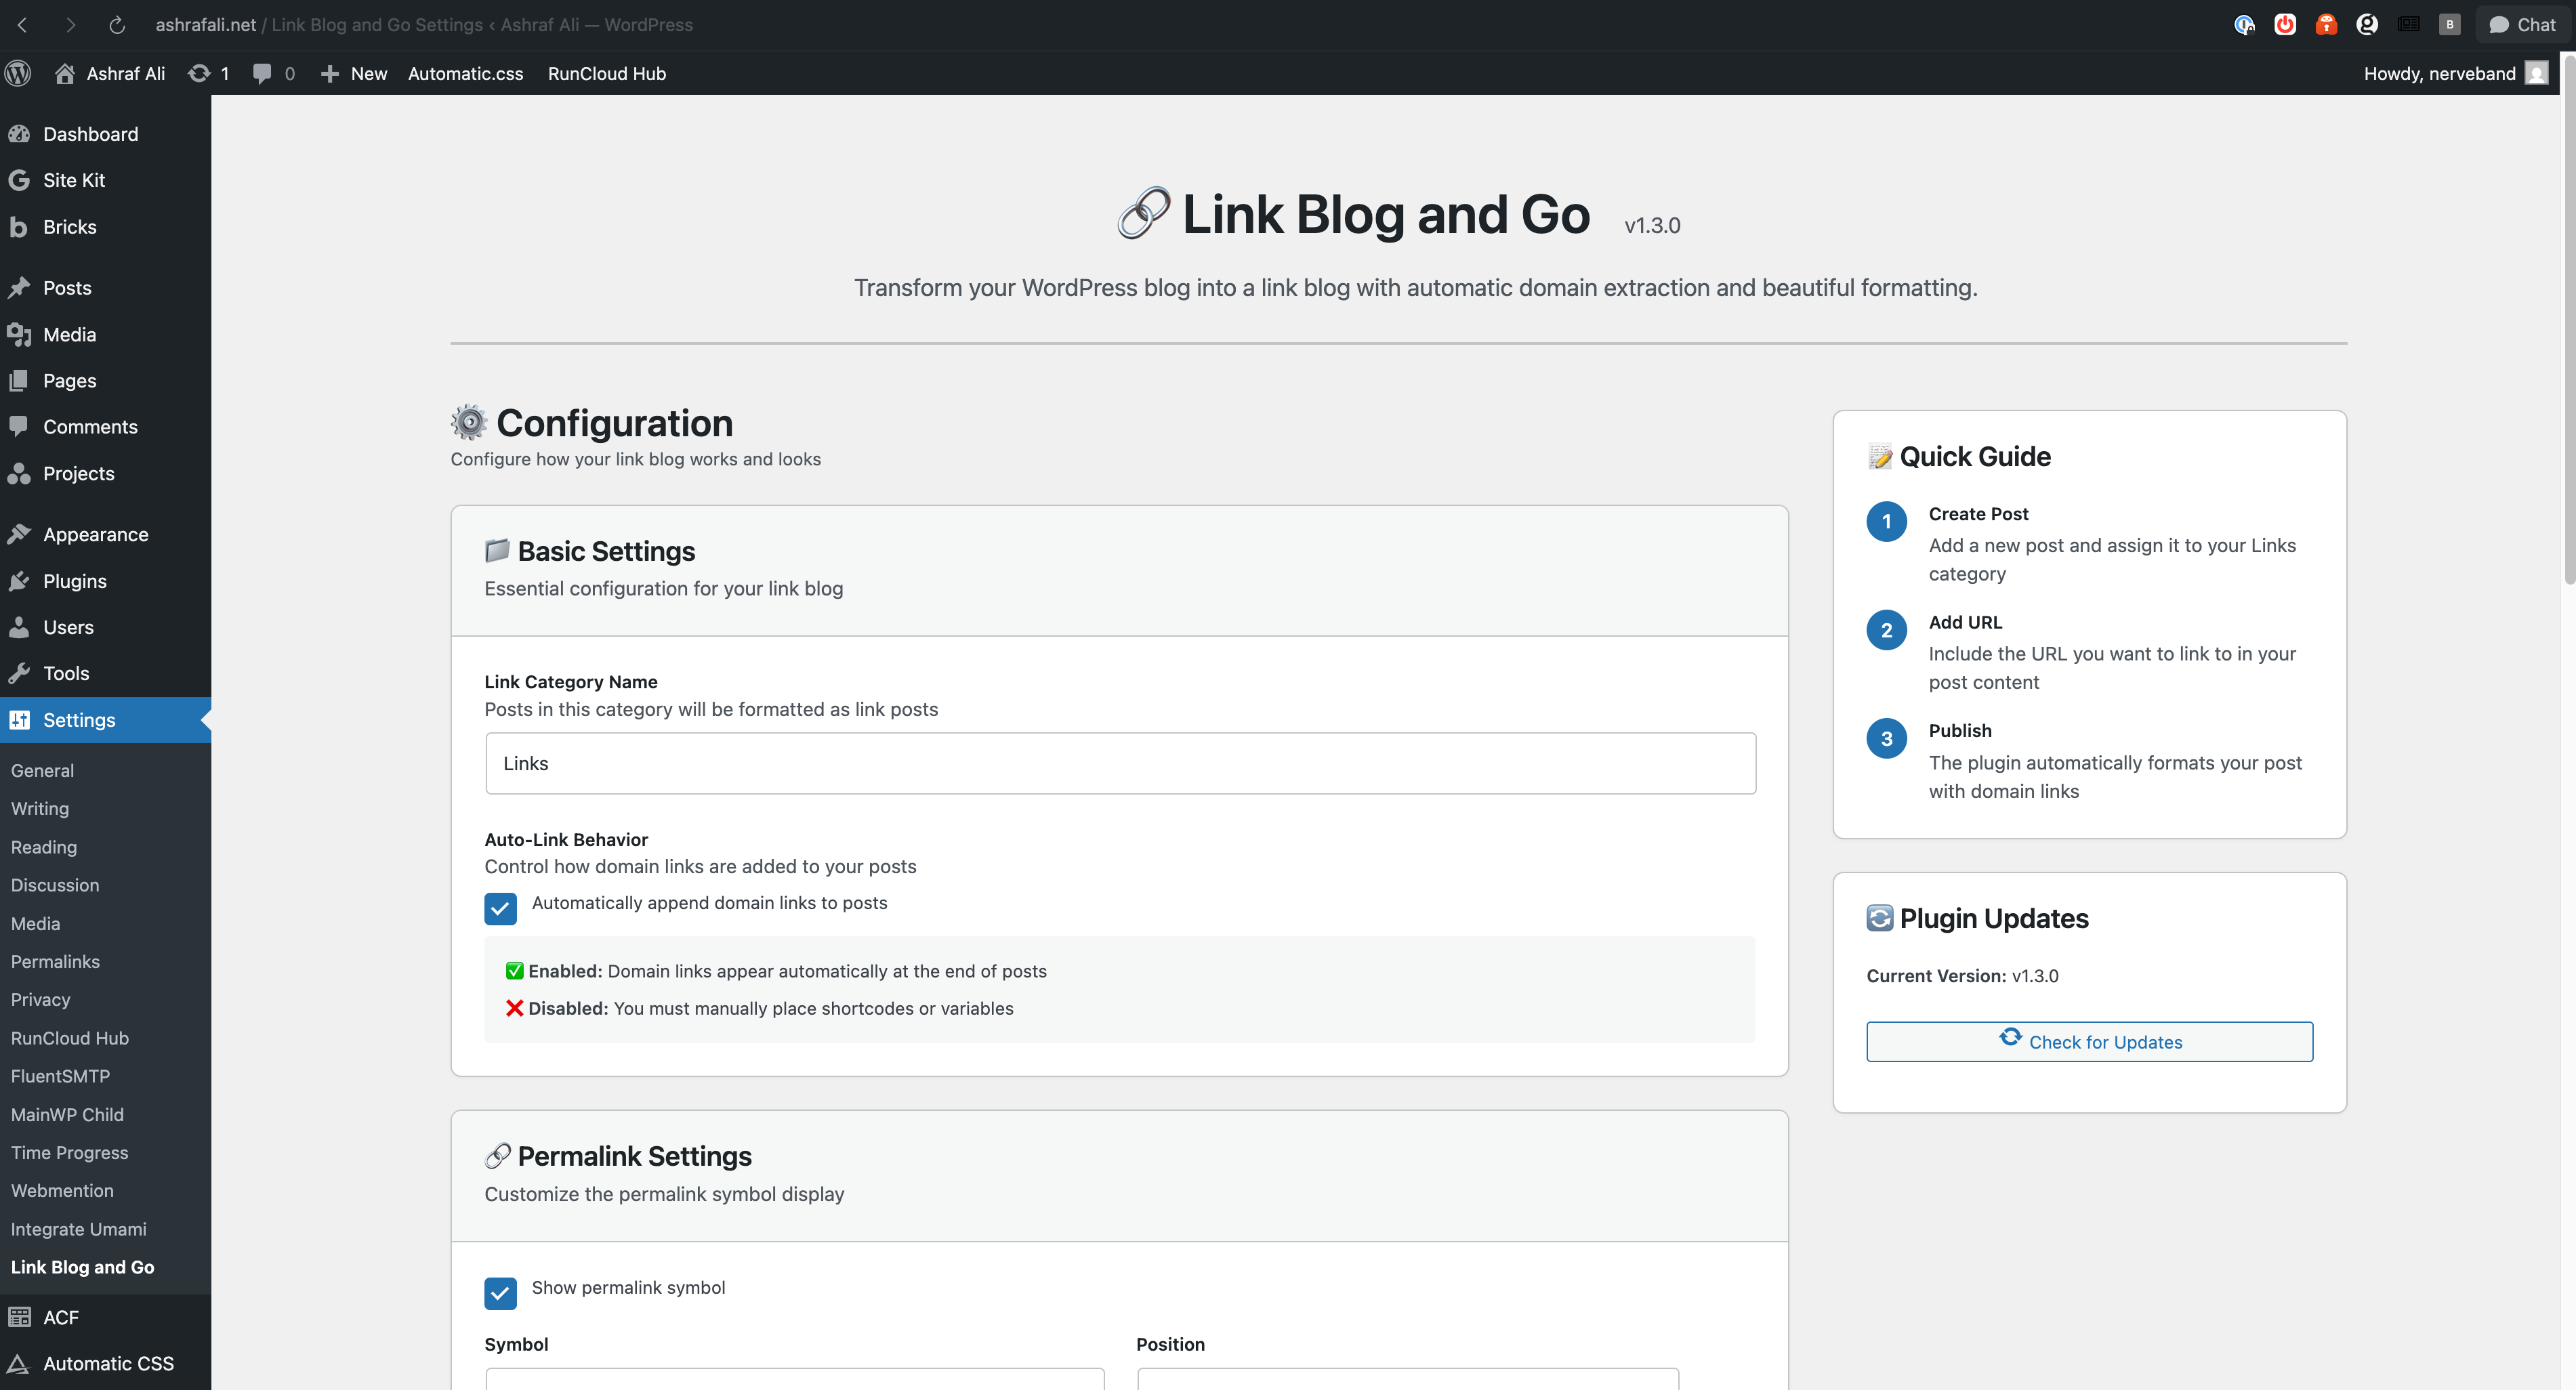 ashrafali.net / Link Blog and Go Settings ‹ Ashraf Ali — WordPress
B
Chat
Ashraf Ali
1
0
New
Automatic.css
RunCloud Hub
Howdy, nerveband
Dashboard
Site Kit
Bricks
Posts
Media
Pages
Comments
Projects
Appearance
Plugins
Users
Tools
Settings
General
Writing
Reading
Discussion
Media
Permalinks
Privacy
RunCloud Hub
FluentSMTP
MainWP Child
Time Progress
Webmention
Integrate Umami
Link Blog and Go
ACF
Automatic CSS
Link Blog and Go v1.3.0
Transform your WordPress blog into a link blog with automatic domain extraction and beautiful formatting.
Configuration
Configure how your link blog works and looks
Basic Settings
Essential configuration for your link blog
Link Category Name
Posts in this category will be formatted as link posts
Links
Auto-Link Behavior
Control how domain links are added to your posts
Automatically append domain links to posts
✅ Enabled: Domain links appear automatically at the end of posts
❌ Disabled: You must manually place shortcodes or variables
Permalink Settings
Customize the permalink symbol display
Show permalink symbol
Symbol
Position
Quick Guide
1
Create Post
Add a new post and assign it to your Links
category
2
Add URL
Include the URL you want to link to in your
post content
3
Publish
The plugin automatically formats your post
with domain links
Plugin Updates
Current Version: v1.3.0
Check for Updates